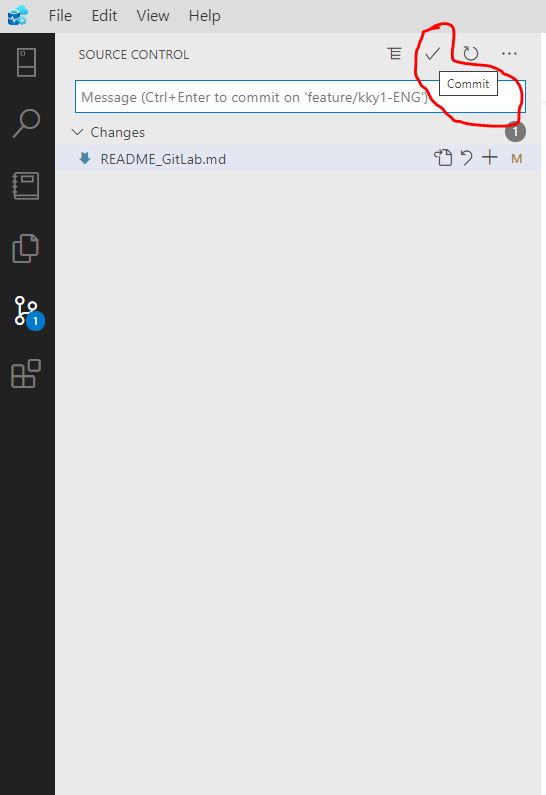 File Edit View Help
SOURCE CONTROL
Commit
Message (Ctrl+Enter to commit on 'feature/kky1-ENG')
Changes 1
README_GitLab.md M
1